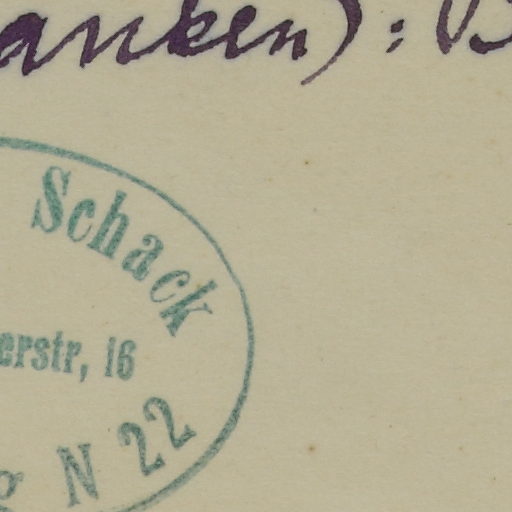 anken): B
Schack
erstr, 16
g N 22